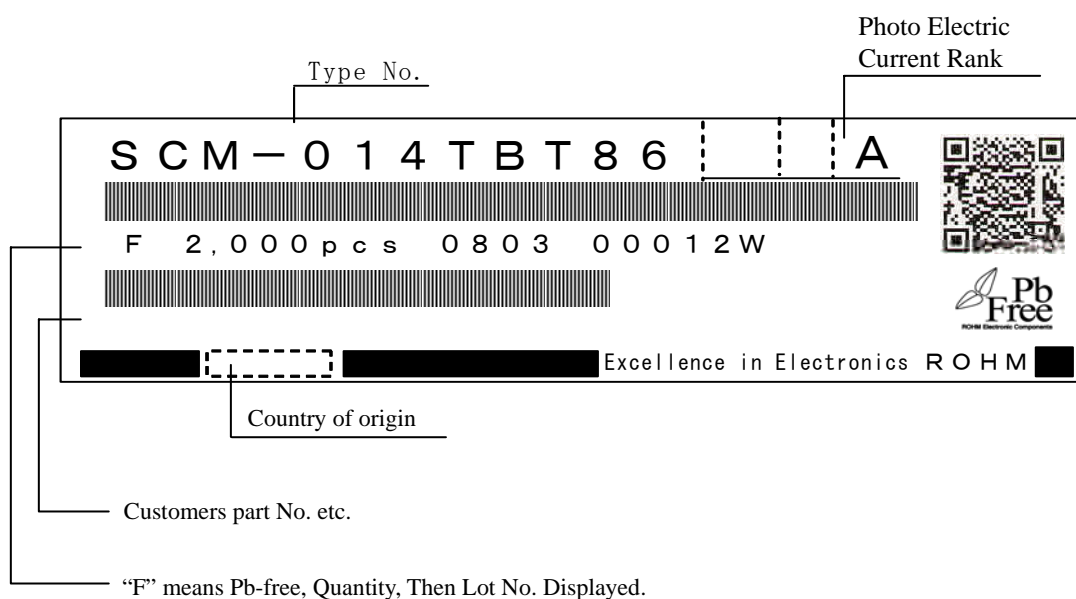 Photo Electric
Current Rank
Type No.
SCM-014TBT86 A
F 2,000pcs 0803 00012W
Pb
Free
ROHM Electronic Components
Excellence in Electronics ROHM
Country of origin
Customers part No. etc.
“F” means Pb-free, Quantity, Then Lot No. Displayed.